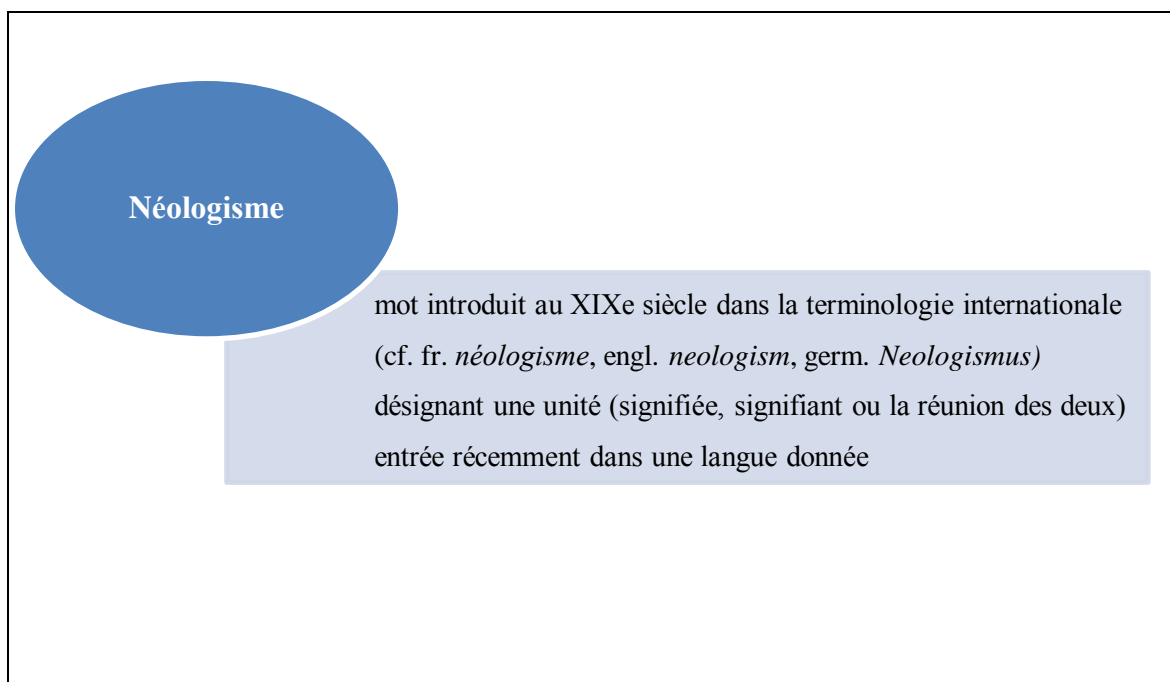 Néologisme
mot introduit au XIXe siècle dans la terminologie internationale
(cf. fr. néologisme, engl. neologism, germ. Neologismus)
désignant une unité (signifiée, signifiant ou la réunion des deux)
entrée récemment dans une langue donnée